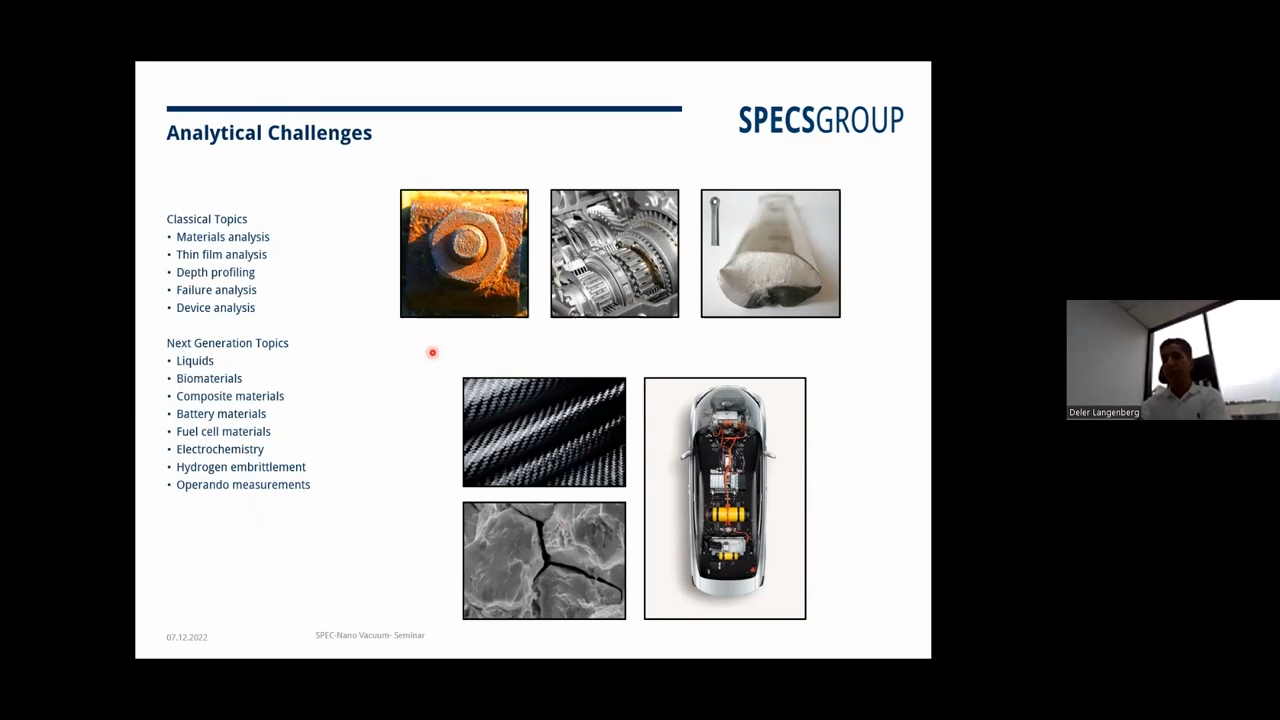 SPECSGROUP
Analytical Challenges
Classical Topics
• Materials analysis
• Thin film analysis
• Depth profiling
• Failure analysis
• Device analysis
Next Generation Topics
• Liquids
• Biomaterials
• Composite materials
• Battery materials
• Fuel cell materials
• Electrochemistry
• Hydrogen embrittlement
• Operando measurements
07.12.2022
SPEC-Nano Vacuum- Seminar
Deler Langenberg